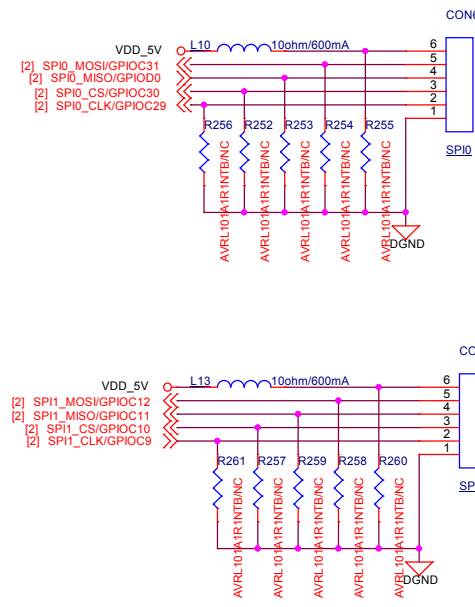 CON6
VDD_5V
L10
10ohm/600mA
6
[2] SPI0_MOSI/GPIOC31
5
[2] SPI0_MISO/GPIOD0
4
[2] SPI0_CS/GPIOC30
3
[2] SPI0_CLK/GPIOC29
2
1
R256
R252
R253
R254
R255
SPI0
AVRL101A1R1NTB/NC
AVRL101A1R1NTB/NC
AVRL101A1R1NTB/NC
AVRL101A1R1NTB/NC
AVRL101A1R1NTB/NC
DGND
CO
VDD_5V
L13
10ohm/600mA
6
[2] SPI1_MOSI/GPIOC12
5
[2] SPI1_MISO/GPIOC11
4
[2] SPI1_CS/GPIOC10
3
[2] SPI1_CLK/GPIOC9
2
1
R261
R257
R259
R258
R260
SP
AVRL101A1R1NTB/NC
AVRL101A1R1NTB/NC
AVRL101A1R1NTB/NC
AVRL101A1R1NTB/NC
AVRL101A1R1NTB/NC
DGND